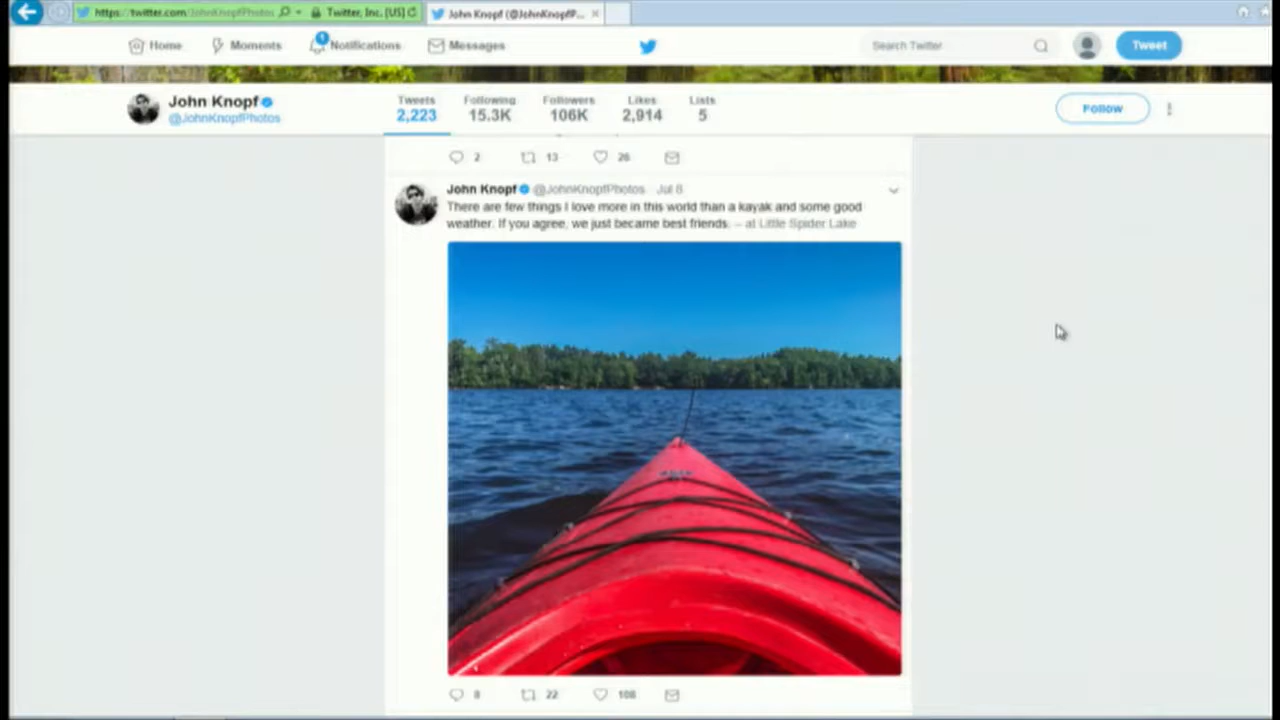 https://twitter.com/JohnKnopfPhotos
Twitter, Inc. [US]
John Knopf (@JohnKnopfP...
Home
Moments
1
Notifications
Messages
Search Twitter
Tweet
John Knopf
@JohnKnopfPhotos
Tweets Following Followers Likes Lists
2,223 15.3K 106K 2,914 5
Follow
2 13 26
John Knopf @JohnKnopfPhotos Jul 8
There are few things I love more in this world than a kayak and some good
weather. If you agree, we just became best friends. – at Little Spider Lake
8 22 108